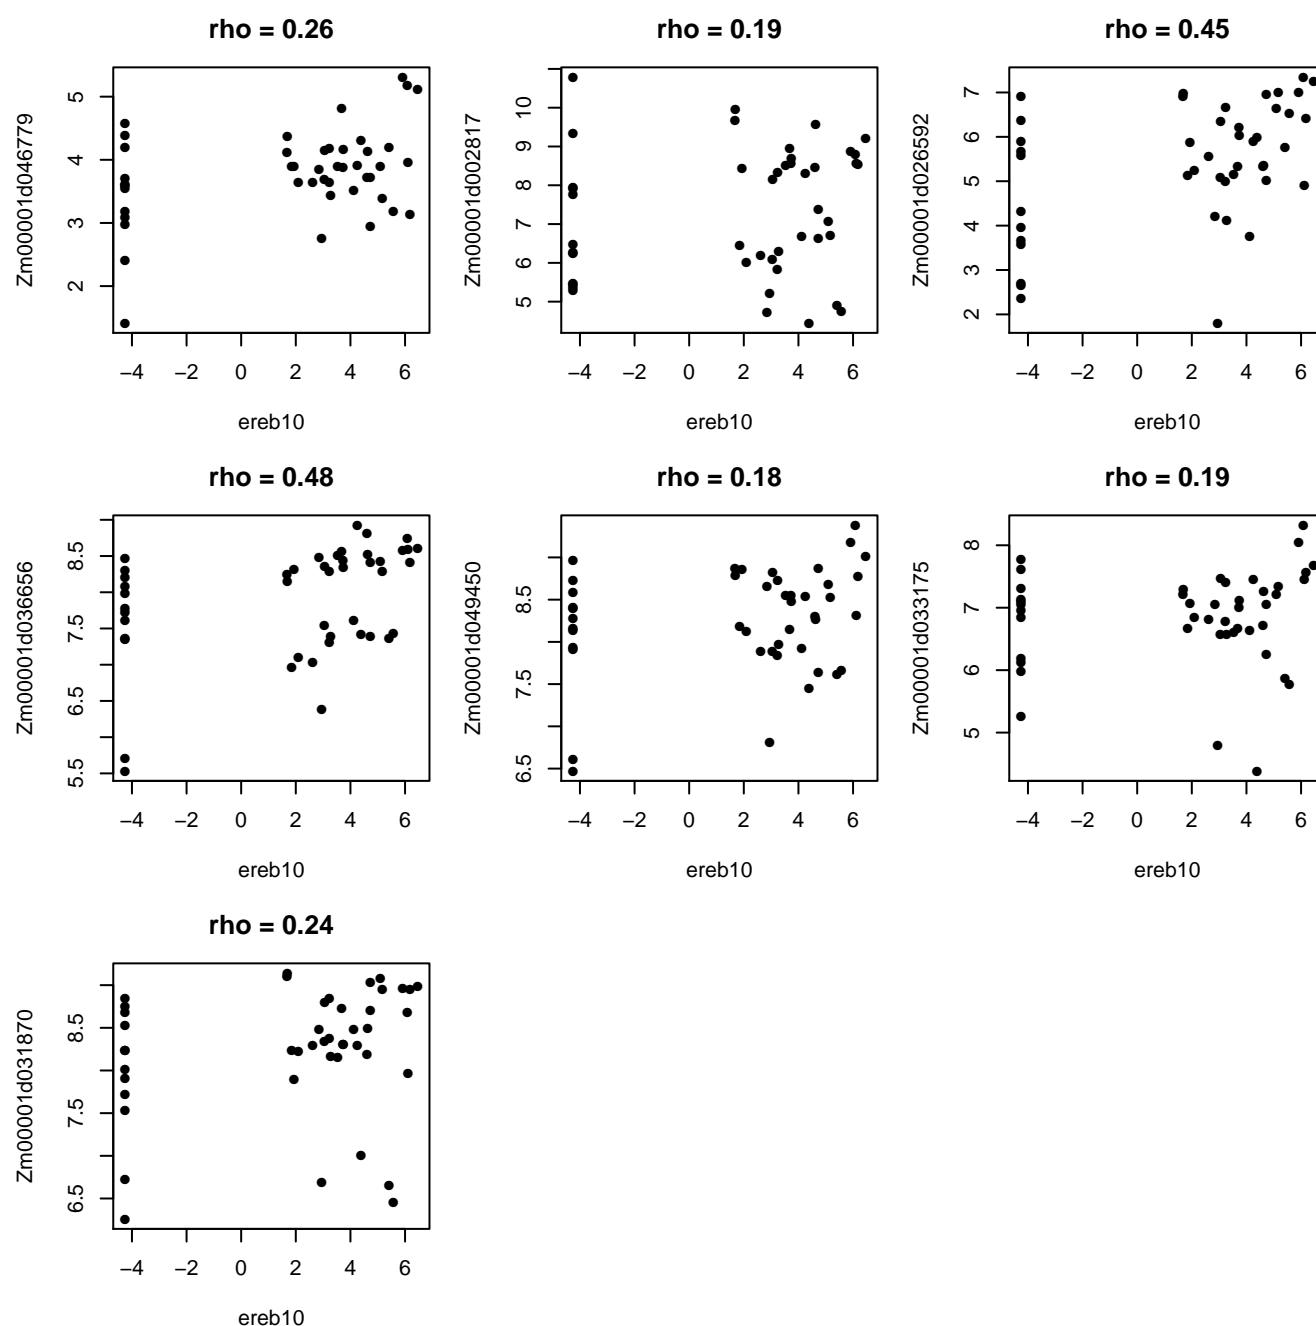 rho = 0.26
Zm00001d046779
5
4
3
2
−4 −2 0 2 4 6
ereb10
rho = 0.19
Zm00001d002817
10
9
8
7
6
5
−4 −2 0 2 4 6
ereb10
rho = 0.45
Zm00001d026592
7
6
5
4
3
2
−4 −2 0 2 4 6
ereb10
rho = 0.48
Zm00001d036656
8.5
7.5
6.5
5.5
−4 −2 0 2 4 6
ereb10
rho = 0.18
Zm00001d049450
8.5
7.5
6.5
−4 −2 0 2 4 6
ereb10
rho = 0.19
Zm00001d033175
8
7
6
5
−4 −2 0 2 4 6
ereb10
rho = 0.24
Zm00001d031870
8.5
7.5
6.5
−4 −2 0 2 4 6
ereb10